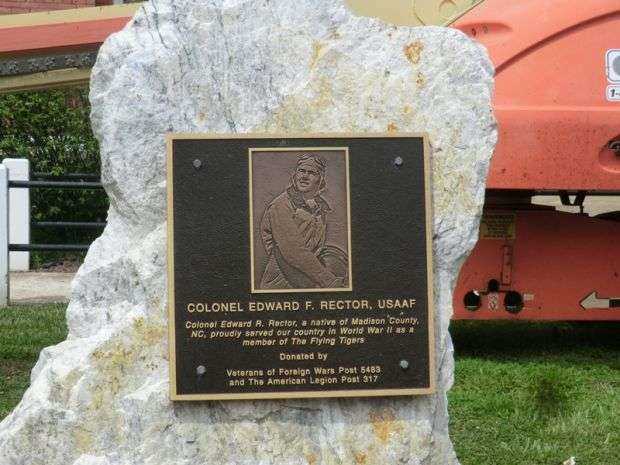 COLONEL EDWARD F. RECTOR, USAAF
Colonel Edward R. Rector, a native of Madison County,
NC, proudly served our country in World War II as a
member of The Flying Tigers
Donated by
Veterans of Foreign Wars Post 5483
and The American Legion Post 317